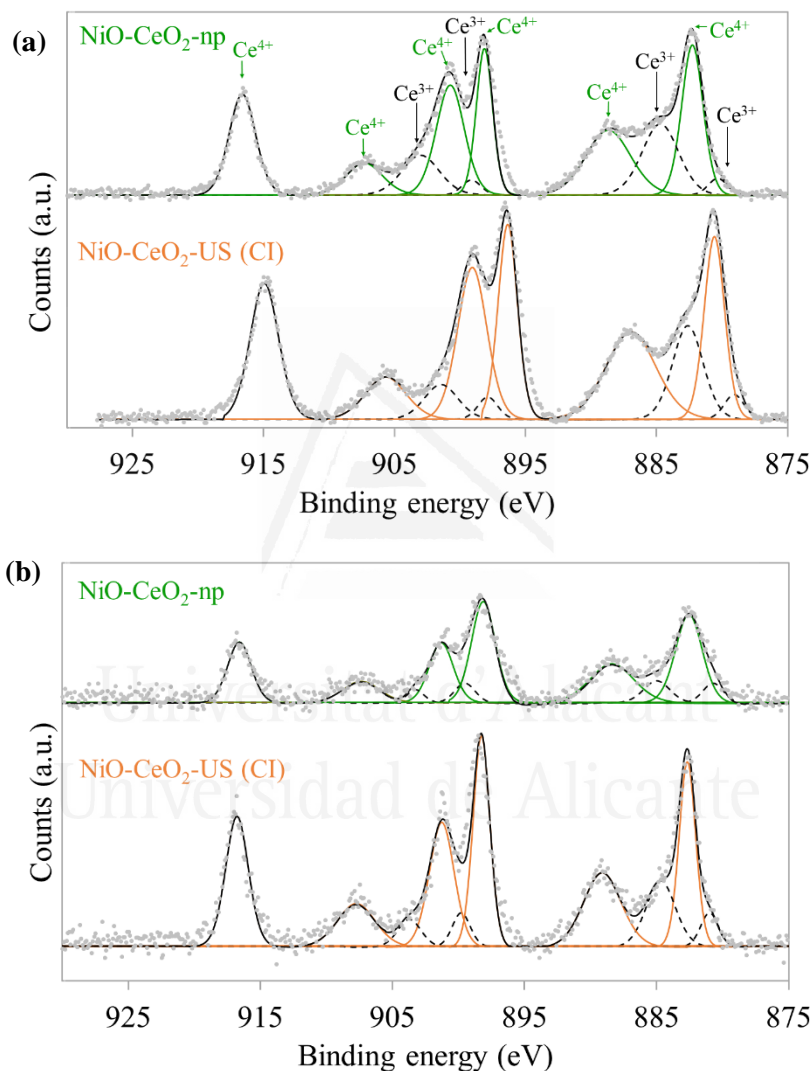 (a)
NiO-CeO₂-np
Ce⁴⁺
Ce⁴⁺
Ce³⁺
Ce⁴⁺
Ce³⁺
Ce⁴⁺
Ce⁴⁺
Ce³⁺
Ce⁴⁺
Ce³⁺
NiO-CeO₂-US (CI)
Counts (a.u.)
925 915 905 895 885 875
Binding energy (eV)
(b)
NiO-CeO₂-np
Universitat d'Alacant
NiO-CeO₂-US (CI)
Universidad de Alicante
Counts (a.u.)
925 915 905 895 885 875
Binding energy (eV)